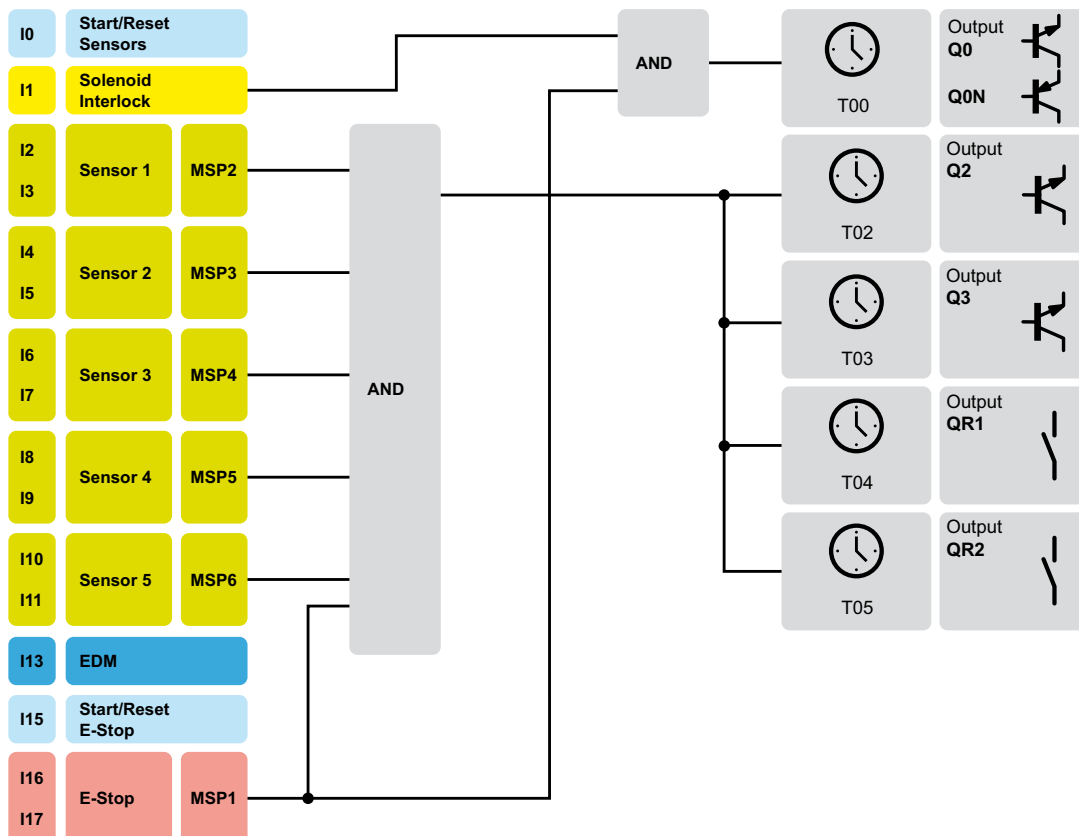 I0
Start/Reset
Sensors
I1
Solenoid
Interlock
I2
I3
Sensor 1
MSP2
I4
I5
Sensor 2
MSP3
I6
I7
Sensor 3
MSP4
I8
I9
Sensor 4
MSP5
I10
I11
Sensor 5
MSP6
I13
EDM
I15
Start/Reset
E-Stop
I16
I17
E-Stop
MSP1
AND
AND
T00
Output
Q0
Q0N
T02
Output
Q2
T03
Output
Q3
T04
Output
QR1
T05
Output
QR2